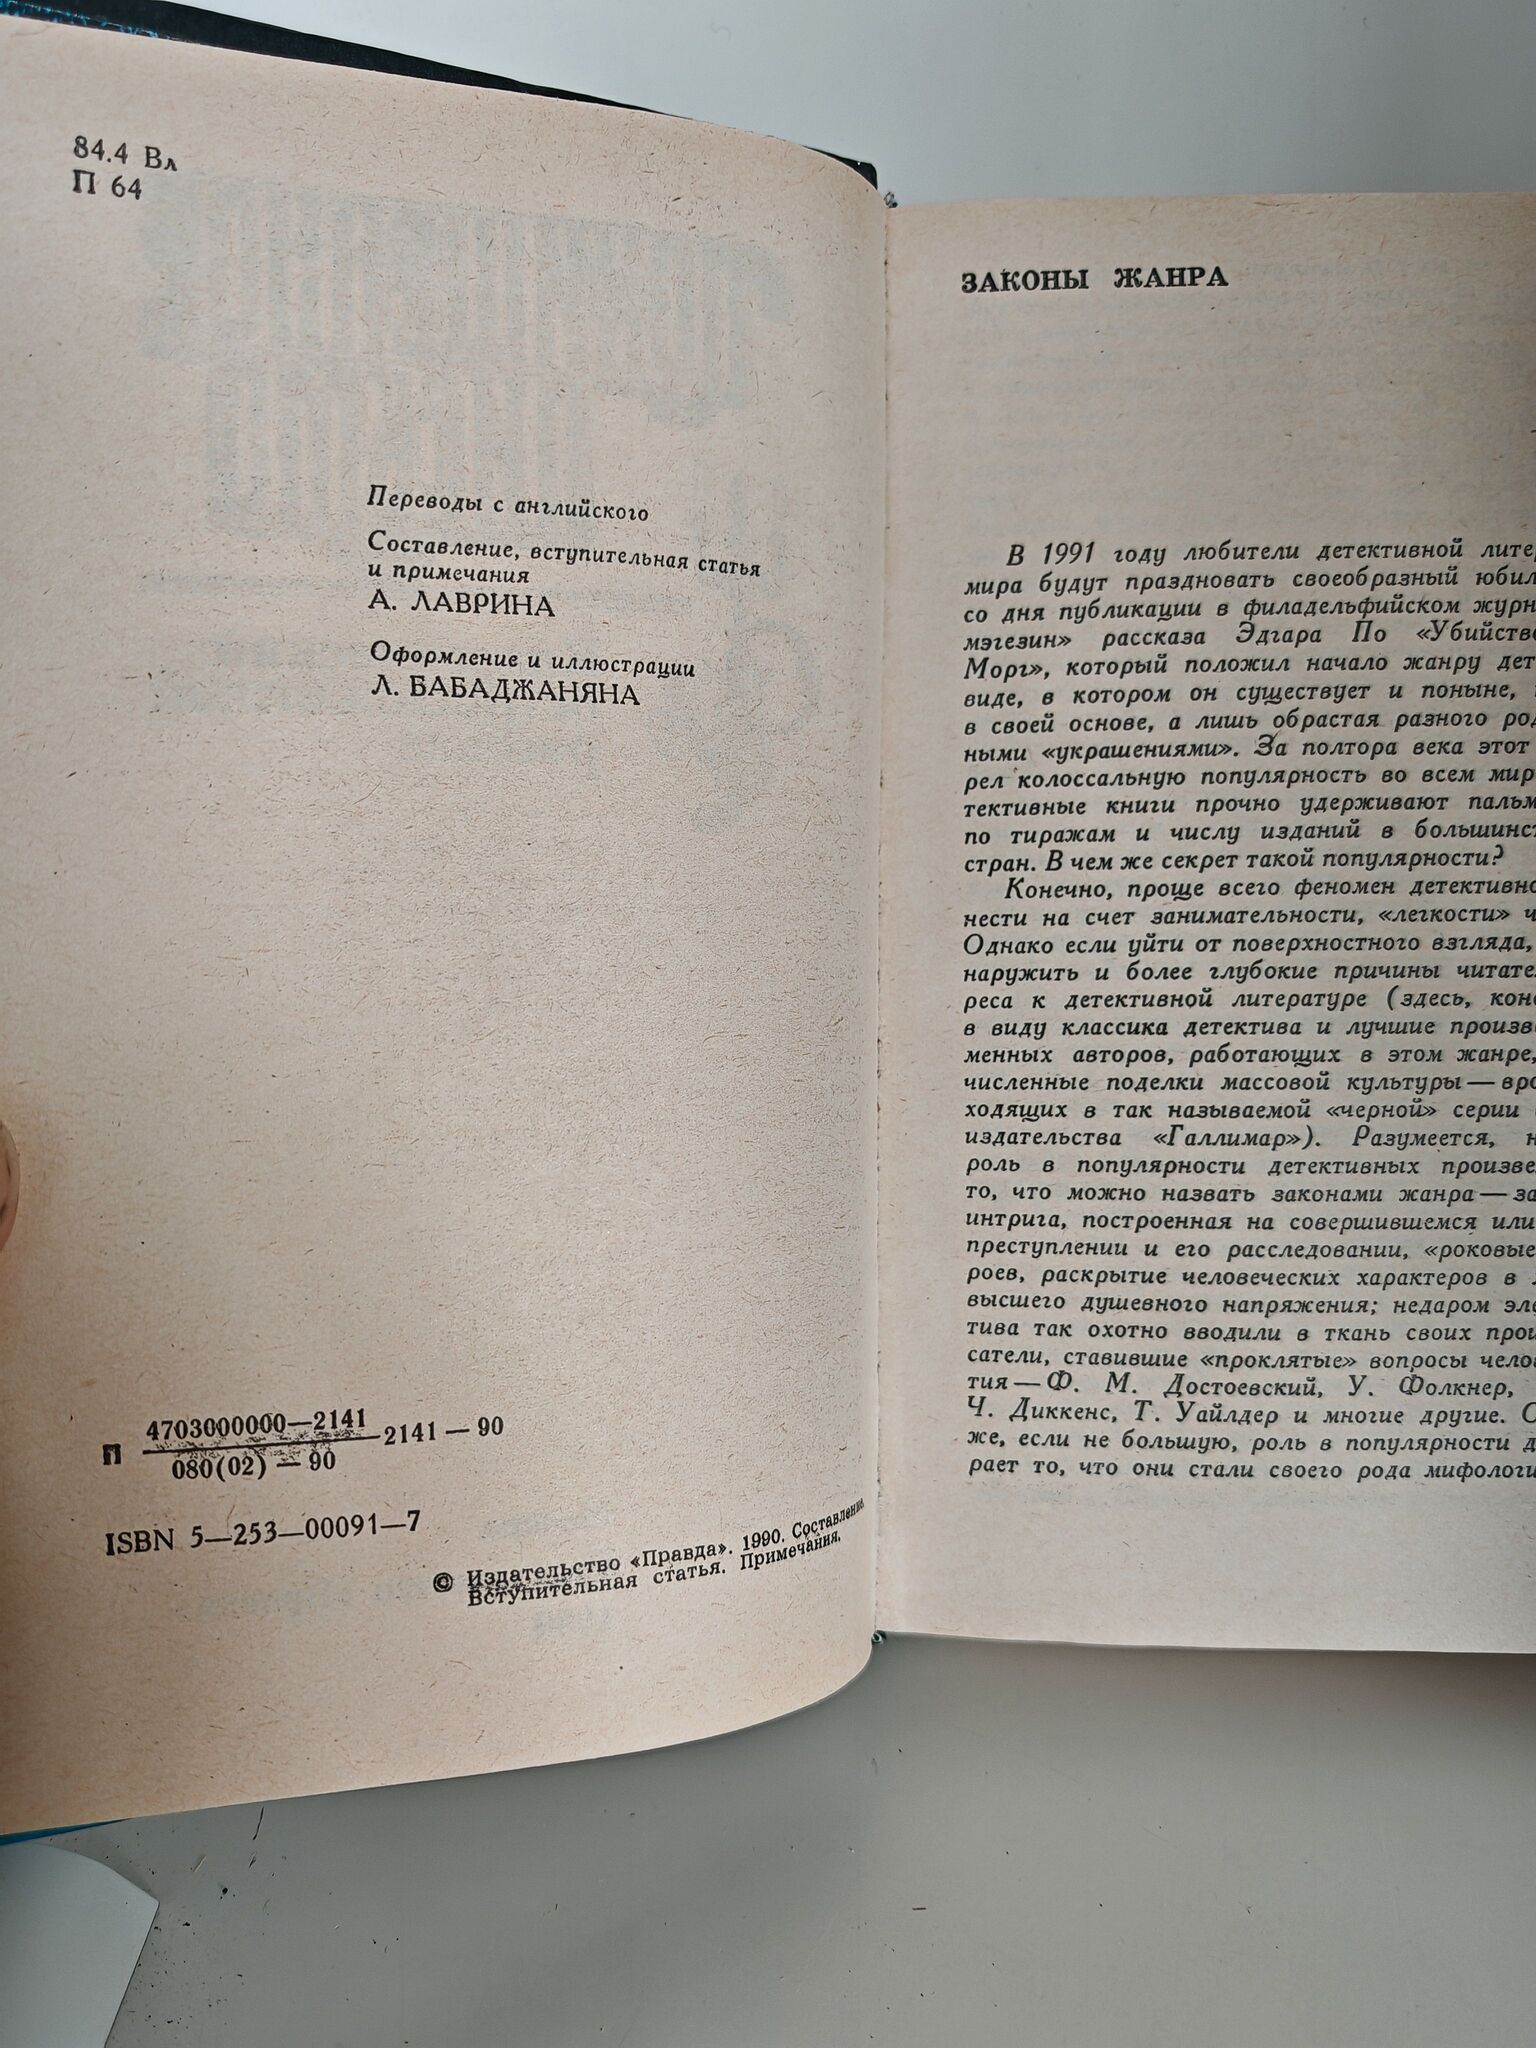 84.4 Вл
П 64
Переводы с английского
Составление, вступительная статья
и примечания
А. ЛАВРИНА
Оформление и иллюстрации
Л. БАБАДЖАНЯНА
П 4703000000—2141
080(02) — 90
2141 — 90
ISBN 5—253—00091—7
© Издательство «Правда». 1990. Составление.
Вступительная статья. Примечания.
ЗАКОНЫ ЖАНРА
В 1991 году любители детективной литер
мира будут праздновать своеобразный юбил
со дня публикации в филадельфийском журн
мэгезин» рассказа Эдгара По «Убийство
Морг», который положил начало жанру дет
виде, в котором он существует и поныне,
в своей основе, а лишь обрастая разного род
ными «украшениями». За полтора века этот
рел колоссальную популярность во всем мир
тективные книги прочно удерживают пальм
по тиражам и числу изданий в большинст
стран. В чем же секрет такой популярности?
Конечно, проще всего феномен детективно
нести на счет занимательности, «легкости» ч
Однако если уйти от поверхностного взгляда,
наружить и более глубокие причины читате
реса к детективной литературе (здесь, коне
в виду классика детектива и лучшие произв
менных авторов, работающих в этом жанре,
численные поделки массовой культуры — вро
ходящих в так называемой «черной» серии
издательства «Галлимар»). Разумеется, н
роль в популярности детективных произве
то, что можно назвать законами жанра — за
интрига, построенная на совершившемся или
преступлении и его расследовании, «роковые
роев, раскрытие человеческих характеров в
высшего душевного напряжения; недаром эле
тива так охотно вводили в ткань своих прои
сатели, ставившие «проклятые» вопросы чело
тия — Ф. М. Достоевский, У. Фолкнер,
Ч. Диккенс, Т. Уайлдер и многие другие. С
же, если не большую, роль в популярности д
рает то, что они стали своего рода мифологи